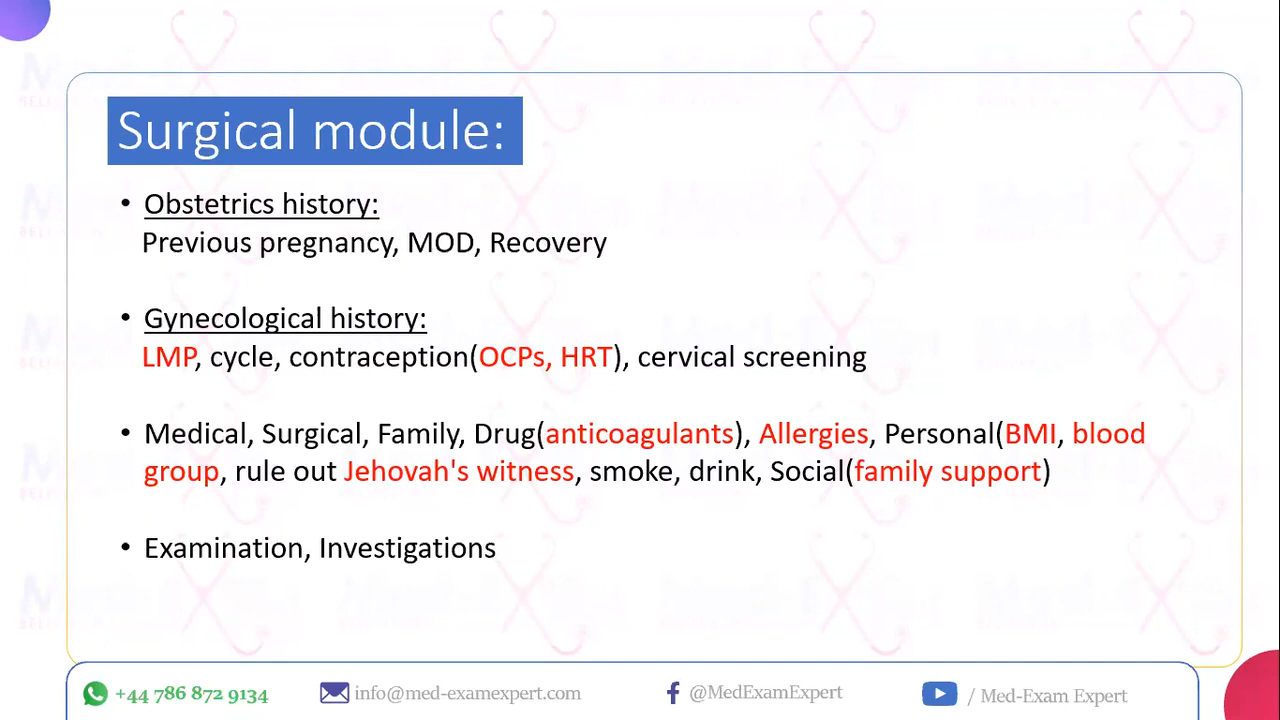 Surgical module:
• Obstetrics history:
Previous pregnancy, MOD, Recovery
• Gynecological history:
LMP, cycle, contraception(OCPs, HRT), cervical screening
• Medical, Surgical, Family, Drug(anticoagulants), Allergies, Personal(BMI, blood
group, rule out Jehovah's witness, smoke, drink, Social(family support)
• Examination, Investigations
+44 786 872 9134
info@med-examexpert.com
@MedExamExpert
/ Med-Exam Expert